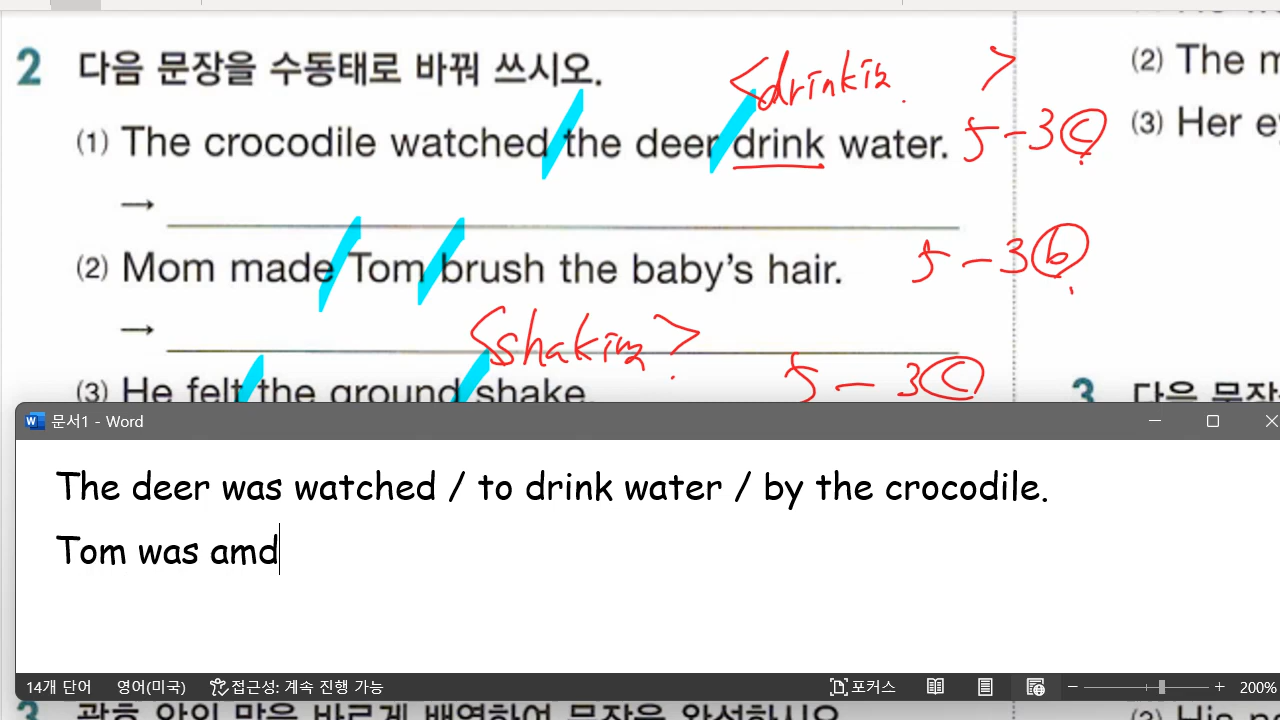 2 다음 문장을 수동태로 바꿔 쓰시오.
<drinking >
(1) The crocodile watched the deer drink water. 5-3ⓒ
→
(2) Mom made Tom brush the baby's hair. 5-3ⓑ
→
<shaking>
(3) He felt the ground shake. 5-3ⓒ
(2) The m
(3) Her e
3 다음 문장
문서1 - Word
The deer was watched / to drink water / by the crocodile.
Tom was amd
14개 단어 영어(미국) 접근성: 계속 진행 가능 포커스 200%